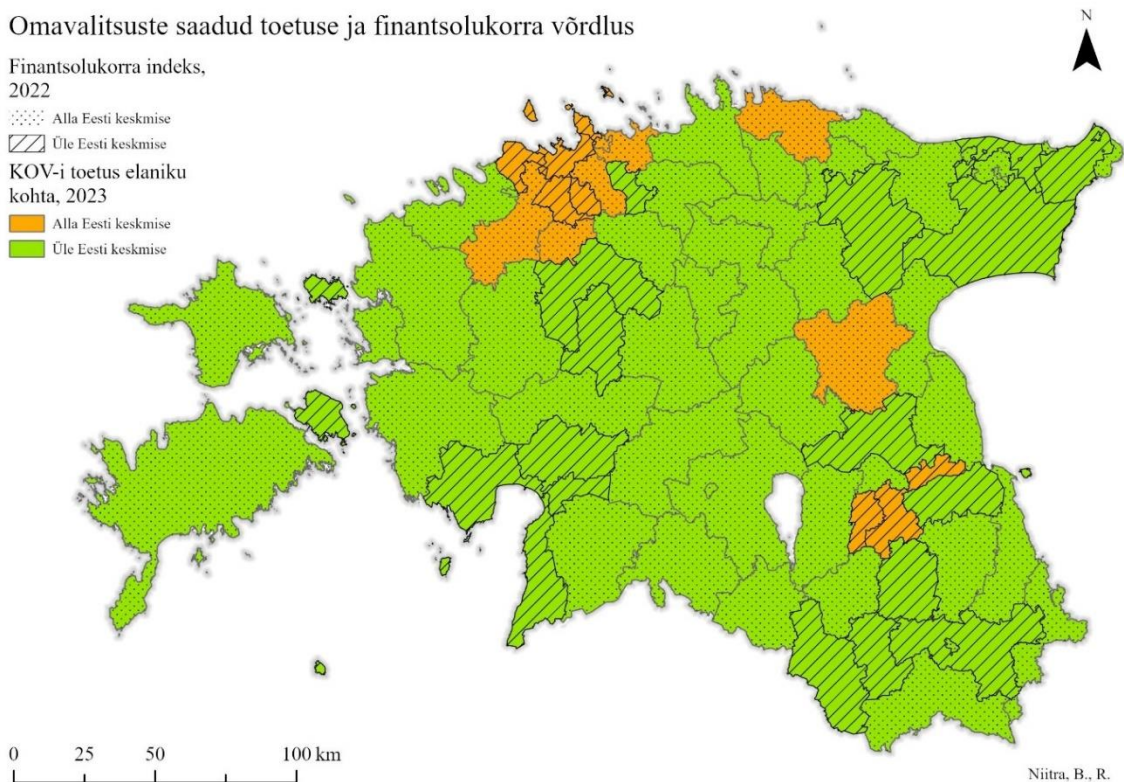 Omavalitsuste saadud toetuse ja finantsolukorra võrdlus
Finantsolukorra indeks,
2022
Alla Eesti keskmise
Üle Eesti keskmise
KOV-i toetus elaniku
kohta, 2023
Alla Eesti keskmise
Üle Eesti keskmise
N
0 25 50 100 km
Niitra, B., R.